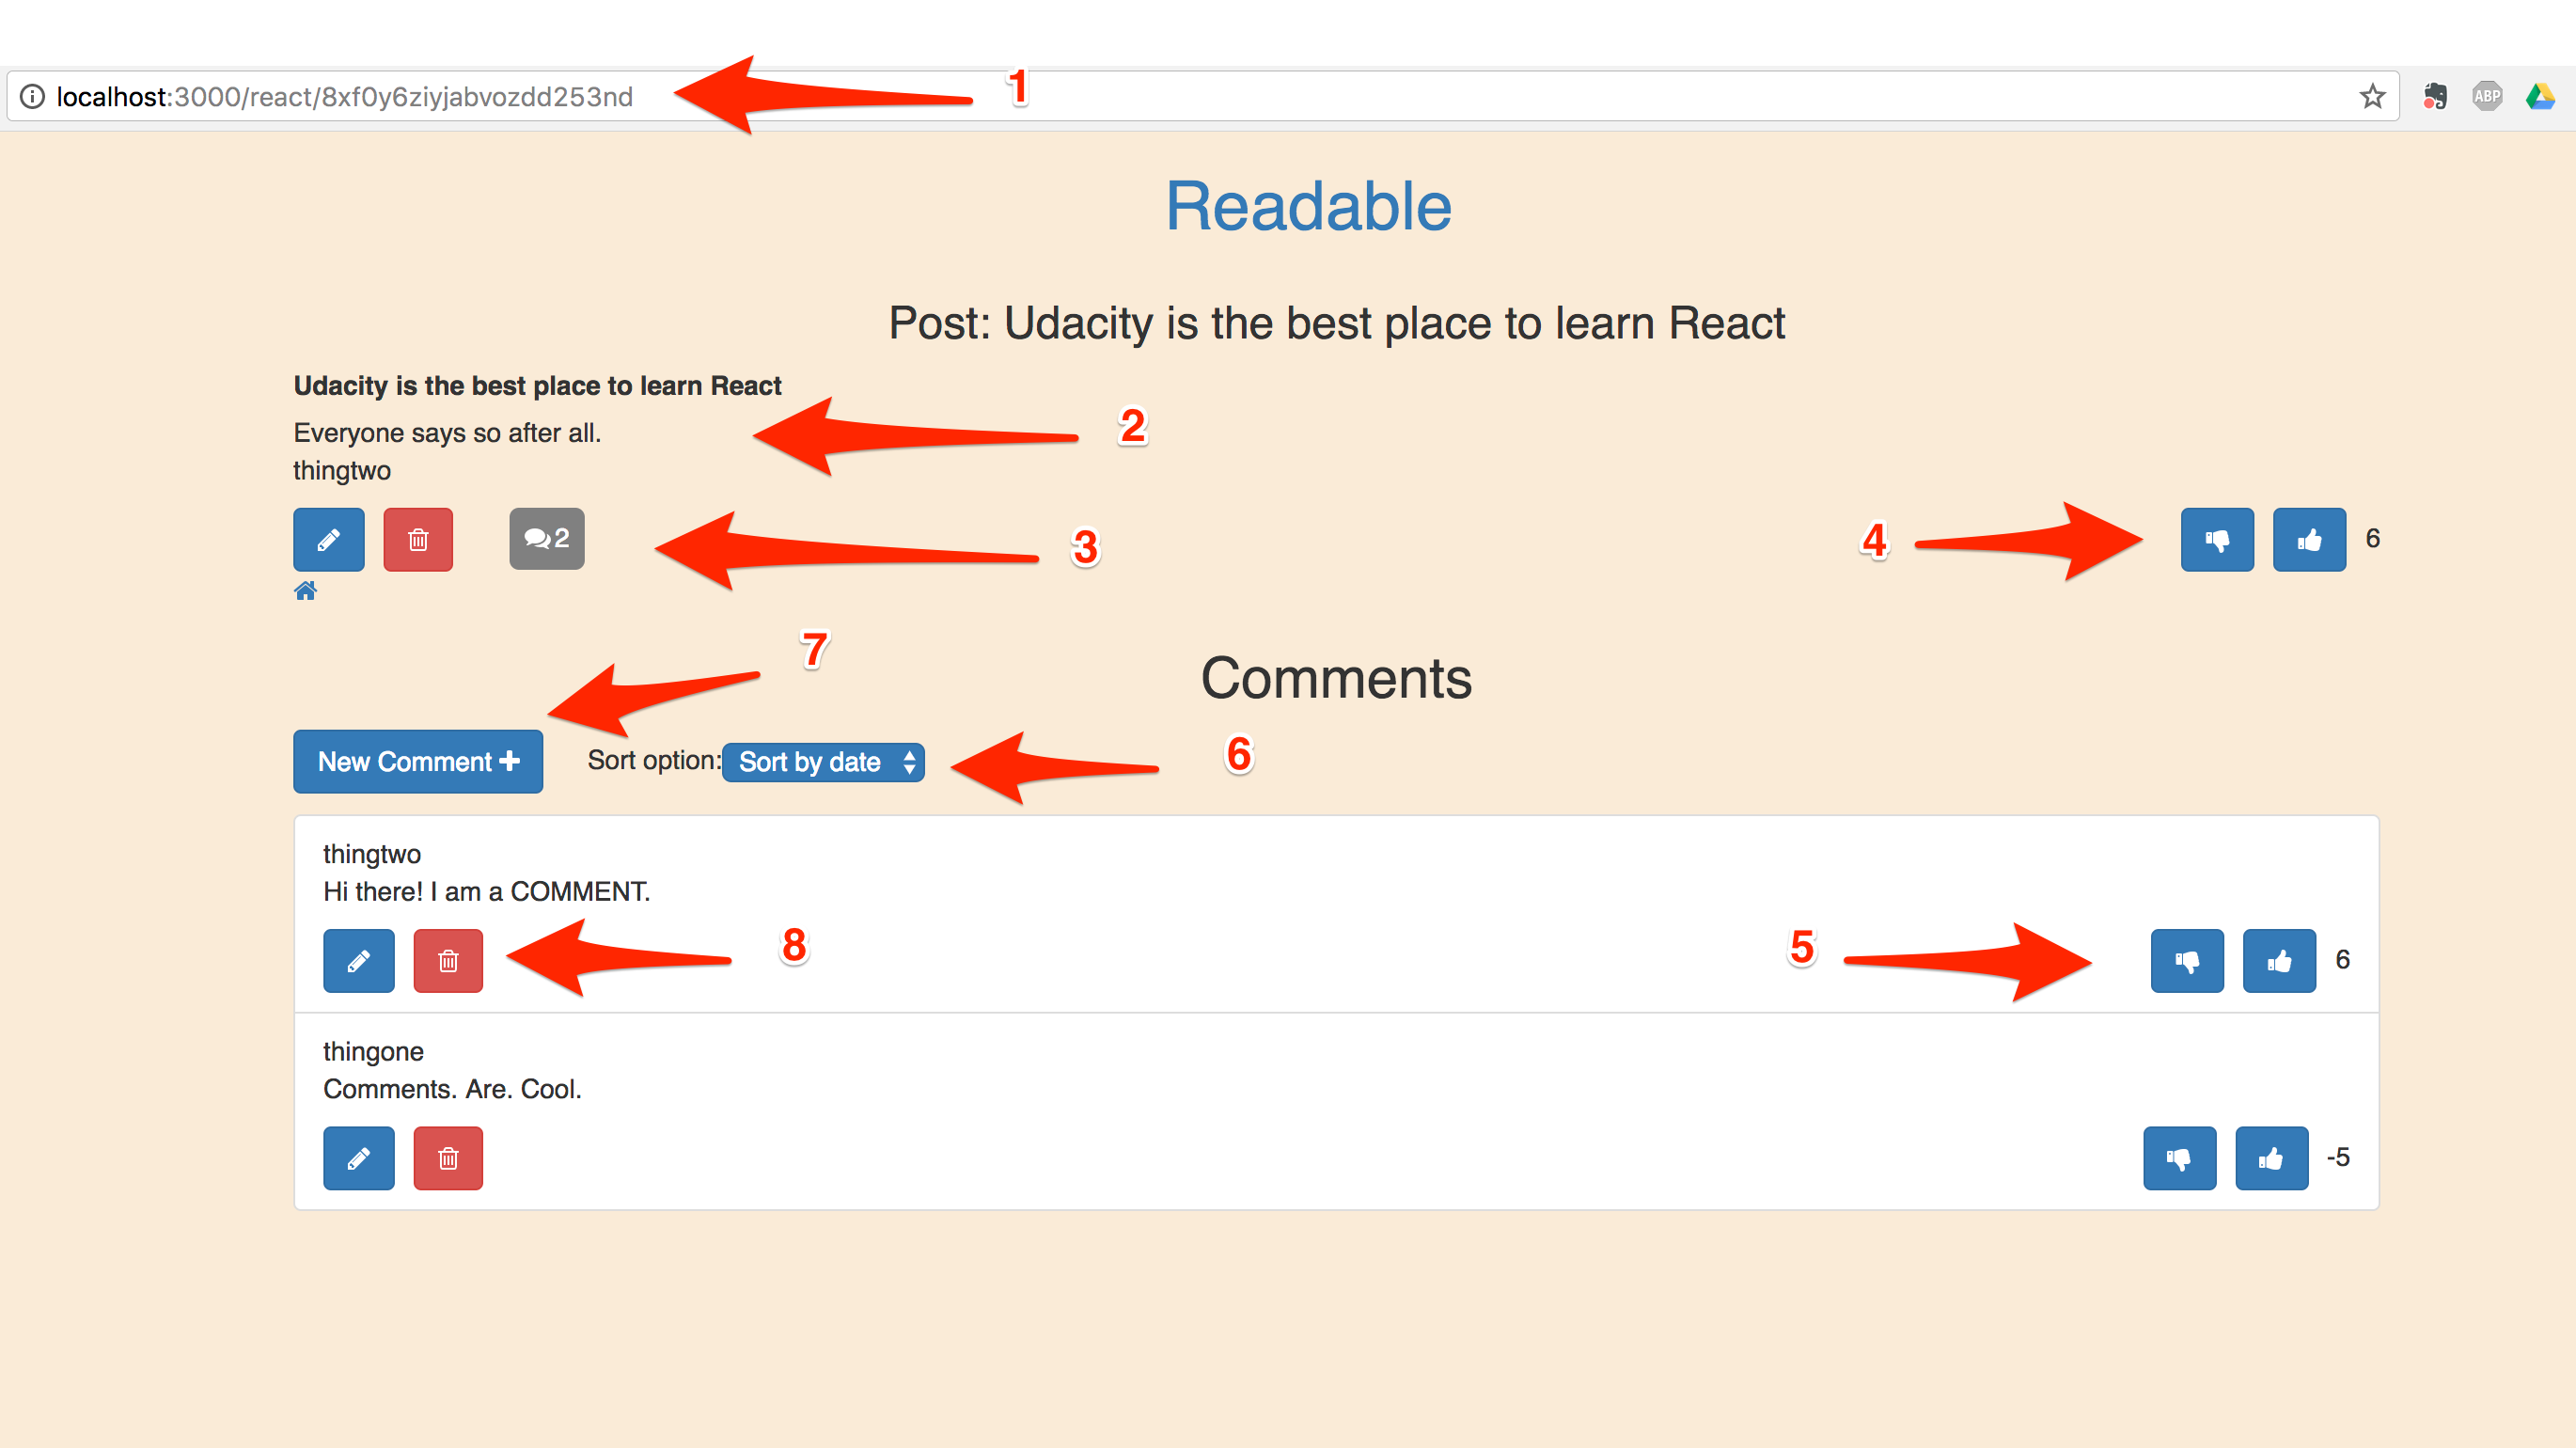 localhost:3000/react/8xf0y6ziyjabvozdd253nd
1
ABP
Readable
Post: Udacity is the best place to learn React
Udacity is the best place to learn React
Everyone says so after all.
2
thingtwo
2
3
4
6
7
Comments
New Comment
Sort option: Sort by date
6
thingtwo
Hi there! I am a COMMENT.
8
5
6
thingone
Comments. Are. Cool.
-5